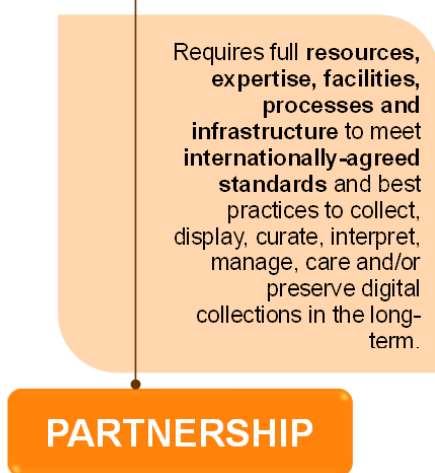 Requires full resources,
expertise, facilities,
processes and
infrastructure to meet
internationally-agreed
standards and best
practices to collect,
display, curate, interpret,
manage, care and/or
preserve digital
collections in the long-
term.
PARTNERSHIP